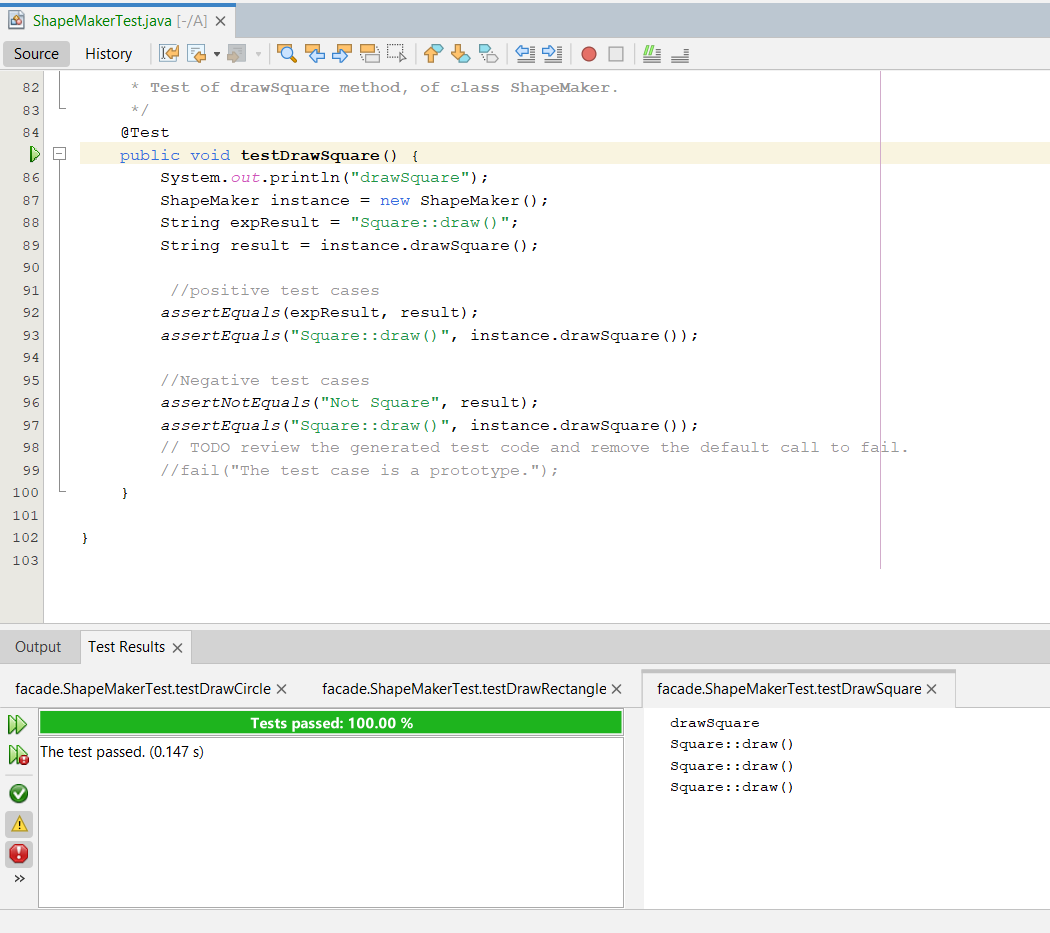 ShapeMakerTest.java [-/A] ×
Source History
82 * Test of drawSquare method, of class ShapeMaker.
83 */
84 @Test
public void testDrawSquare() {
86 System.out.println("drawSquare");
87 ShapeMaker instance = new ShapeMaker();
88 String expResult = "Square::draw()";
89 String result = instance.drawSquare();
90
91 //positive test cases
92 assertEquals(expResult, result);
93 assertEquals("Square::draw()", instance.drawSquare());
94
95 //Negative test cases
96 assertNotEquals("Not Square", result);
97 assertEquals("Square::draw()", instance.drawSquare());
98 // TODO review the generated test code and remove the default call to fail.
99 //fail("The test case is a prototype.");
100 }
101
102 }
103
Output Test Results ×
facade.ShapeMakerTest.testDrawCircle × facade.ShapeMakerTest.testDrawRectangle × facade.ShapeMakerTest.testDrawSquare ×
Tests passed: 100.00 %
The test passed. (0.147 s)
drawSquare
Square::draw()
Square::draw()
Square::draw()